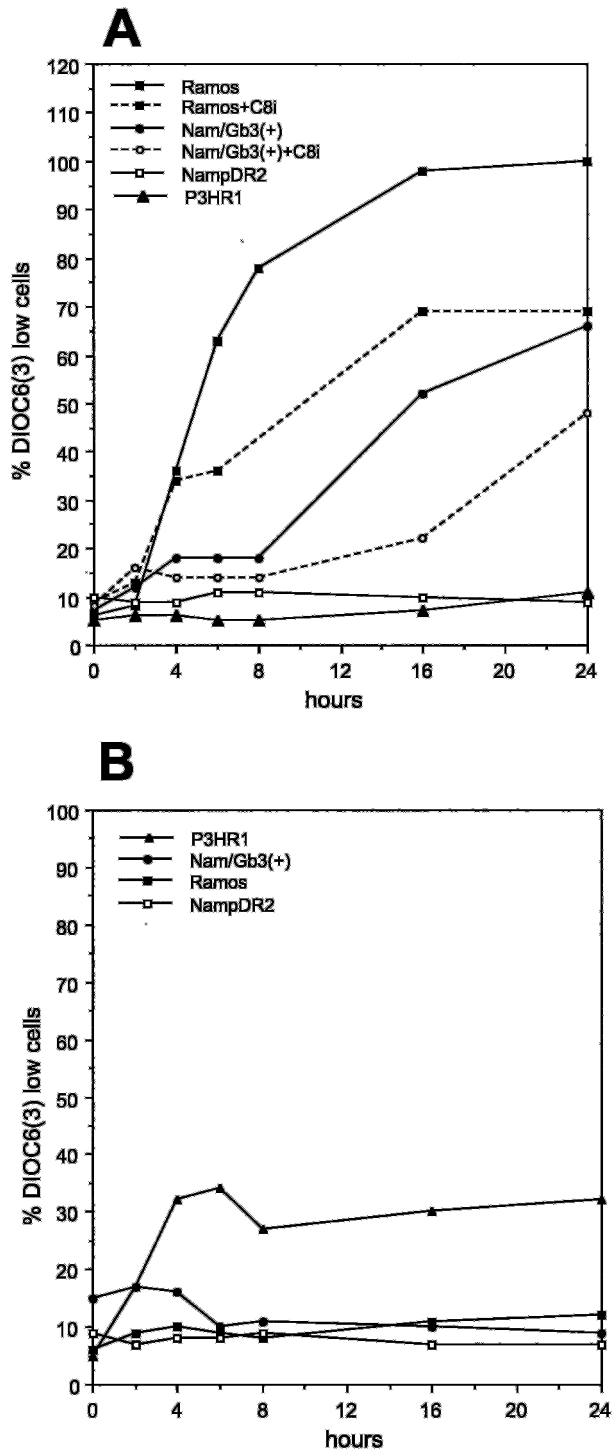 A
120
110
100
90
80
70
60
50
40
30
20
10
0
% DIOC6(3) low cells
Ramos
Ramos+C8i
Nam/Gb3(+)
Nam/Gb3(+)+C8i
NampDR2
P3HR1
0 4 8 12 16 20 24
hours
B
100
90
80
70
60
50
40
30
20
10
0
% DIOC6(3) low cells
P3HR1
Nam/Gb3(+)
Ramos
NampDR2
0 4 8 12 16 20 24
hours